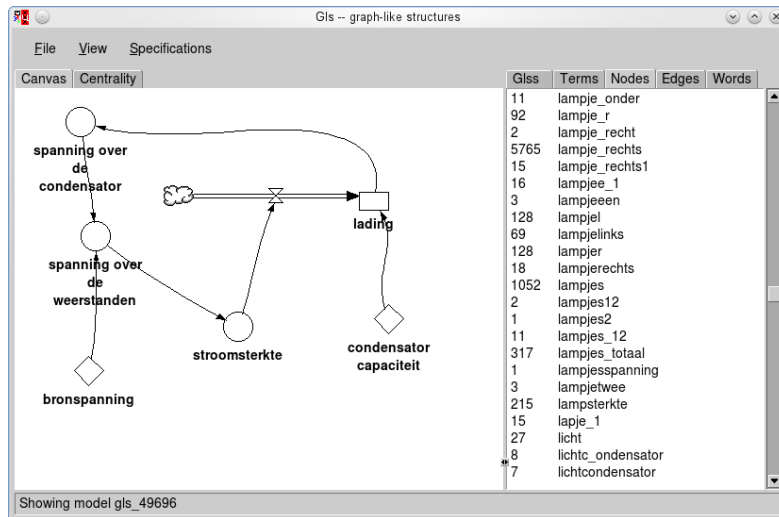 Gls -- graph-like structures
File View Specifications
Canvas Centrality
Glss Terms Nodes Edges Words
spanning over
de
condensator
lading
spanning over
de
weerstanden
stroomsterkte
condensator
capaciteit
bronspanning
11 lampje_onder
92 lampje_r
2 lampje_recht
5765 lampje_rechts
15 lampje_rechts1
16 lampjee_1
3 lampjeeen
128 lampjel
69 lampjelinks
128 lampjer
18 lampjerechts
1052 lampjes
2 lampjes12
1 lampjes2
11 lampjes_12
317 lampjes_totaal
1 lampjesspanning
3 lampjetwee
215 lampsterkte
15 lapje_1
27 licht
8 lichtc_ondensator
7 lichtcondensator
Showing model gls_49696